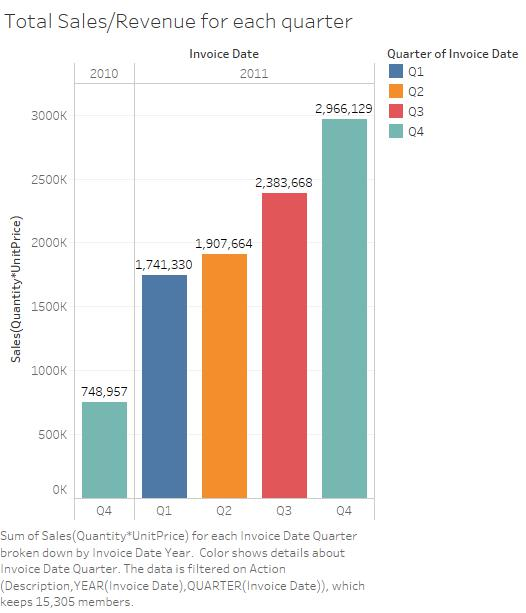 Total Sales/Revenue for each quarter
Invoice Date
Quarter of Invoice Date
2010 2011
Q1
Q2
Q3
Q4
Sales(Quantity*UnitPrice)
3000K
2500K
2000K
1500K
1000K
500K
0K
748,957
1,741,330
1,907,664
2,383,668
2,966,129
Q4 Q1 Q2 Q3 Q4
Sum of Sales(Quantity*UnitPrice) for each Invoice Date Quarter
broken down by Invoice Date Year.  Color shows details about
Invoice Date Quarter. The data is filtered on Action
(Description,YEAR(Invoice Date),QUARTER(Invoice Date)), which
keeps 15,305 members.